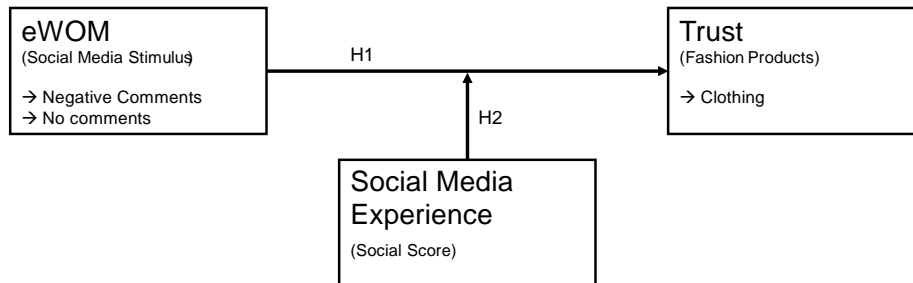 eWOM
(Social Media Stimulus)
→ Negative Comments
→ No comments
H1
Trust
(Fashion Products)
→ Clothing
H2
Social Media
Experience
(Social Score)